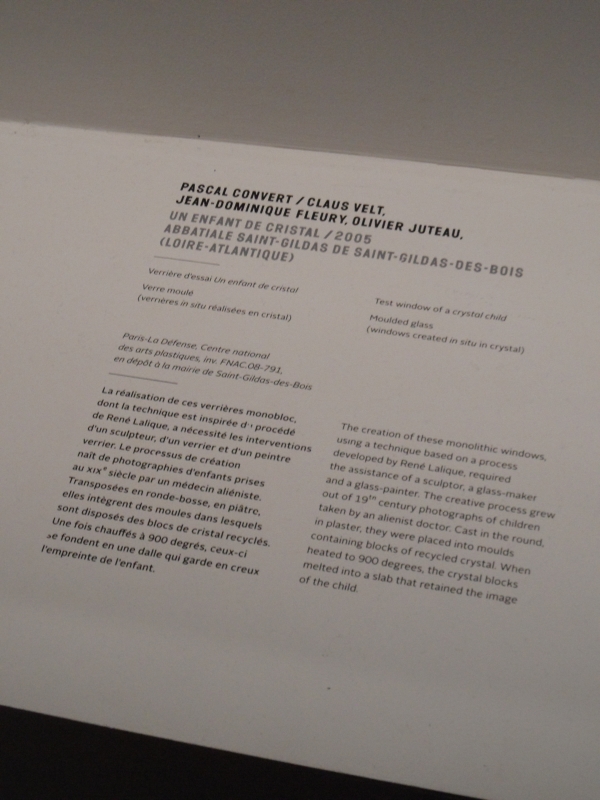 PASCAL CONVERT / CLAUS VELT,
JEAN-DOMINIQUE FLEURY, OLIVIER JUTEAU,
UN ENFANT DE CRISTAL / 2005
ABBATIALE SAINT-GILDAS DE SAINT-GILDAS-DES-BOIS
(LOIRE-ATLANTIQUE)
Verrière d'essai Un enfant de cristal
Verre moulé
(verrières in situ réalisées en cristal)
Paris-La Défense, Centre national
des arts plastiques, inv. FNAC.08-791,
en dépôt à la mairie de Saint-Gildas-des-Bois
La réalisation de ces verrières monobloc,
dont la technique est inspirée d' procédé
de René Lalique, a nécessité les interventions
d'un sculpteur, d'un verrier et d'un peintre
verrier. Le processus de création
naît de photographies d'enfants prises
au XIXe siècle par un médecin aliéniste.
Transposées en ronde-bosse, en plâtre,
elles intègrent des moules dans lesquels
sont disposés des blocs de cristal recyclés.
Une fois chauffés à 900 degrés, ceux-ci
se fondent en une dalle qui garde en creux
l'empreinte de l'enfant.
Test window of a crystal child
Moulded glass
(windows created in situ in crystal)
The creation of these monolithic windows,
using a technique based on a process
developed by René Lalique, required
the assistance of a sculptor, a glass-maker
and a glass-painter. The creative process grew
out of 19th century photographs of children
taken by an alienist doctor. Cast in the round,
in plaster, they were placed into moulds
containing blocks of recycled crystal. When
heated to 900 degrees, the crystal blocks
melted into a slab that retained the image
of the child.